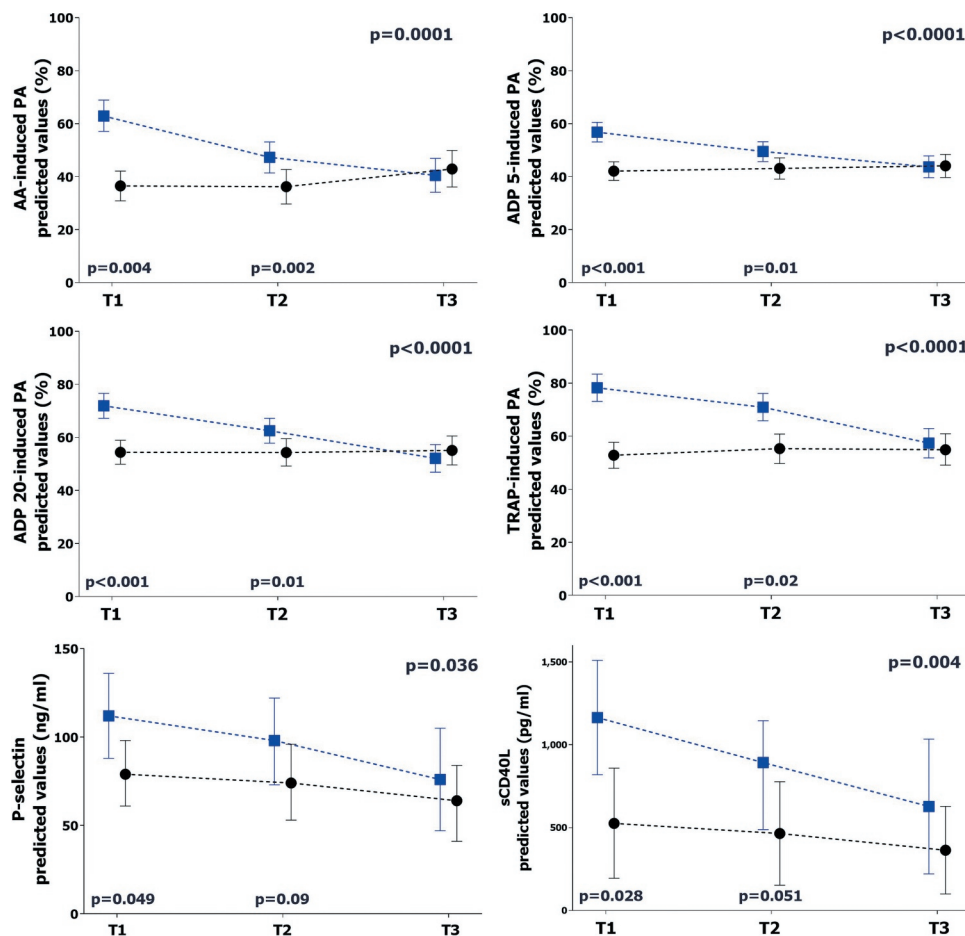 AA-induced PA
predicted values (%)
100
80
60
40
20
0
p=0.0001
p=0.004
p=0.002
T1
T2
T3
ADP 5-induced PA
predicted values (%)
100
80
60
40
20
0
p<0.0001
p<0.001
p=0.01
T1
T2
T3
ADP 20-induced PA
predicted values (%)
100
80
60
40
20
0
p<0.0001
p<0.001
p=0.01
T1
T2
T3
TRAP-induced PA
predicted values (%)
100
80
60
40
20
0
p<0.0001
p<0.001
p=0.02
T1
T2
T3
P-selectin
predicted values (ng/ml)
150
100
50
0
p=0.036
p=0.049
p=0.09
T1
T2
T3
sCD40L
predicted values (pg/ml)
1,500
1,000
500
0
p=0.004
p=0.028
p=0.051
T1
T2
T3